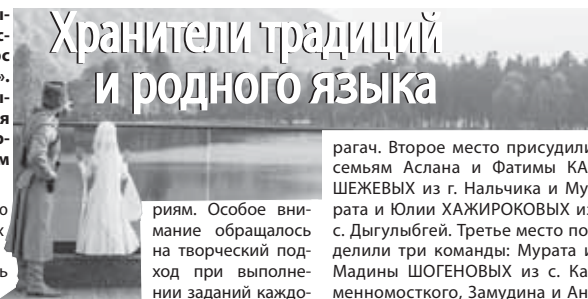 Хранители традиций
и родного языка
риям. Особое вни-
мание обращалось
на творческий под-
ход при выполне-
нии заданий каждо-
рагач. Второе место присудили
семьям Аслана и Фатимы КА-
ШЕЖЕВЫХ из г. Нальчика и Му-
рата и Юлии ХАЖИРОКОВЫХ из
с. Дыгулыбгей. Третье место по-
делили три команды: Мурата и
Мадины ШОГЕНОВЫХ из с. Ка-
менномосткого, Замудина и Ан-